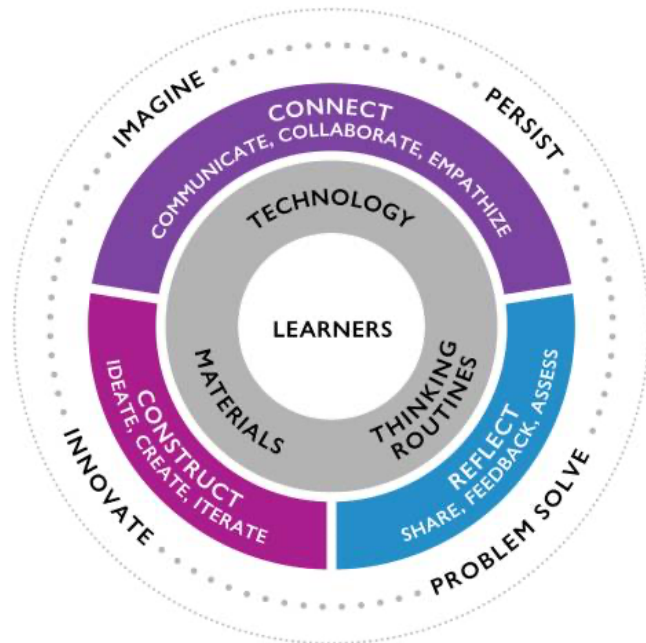 IMAGINE
PERSIST
CONNECT
COMMUNICATE, COLLABORATE, EMPATHIZE
TECHNOLOGY
LEARNERS
MATERIALS
THINKING
ROUTINES
CONSTRUCT
IDEATE, CREATE, ITERATE
REFLECT
SHARE, FEEDBACK, ASSESS
INNOVATE
PROBLEM SOLVE